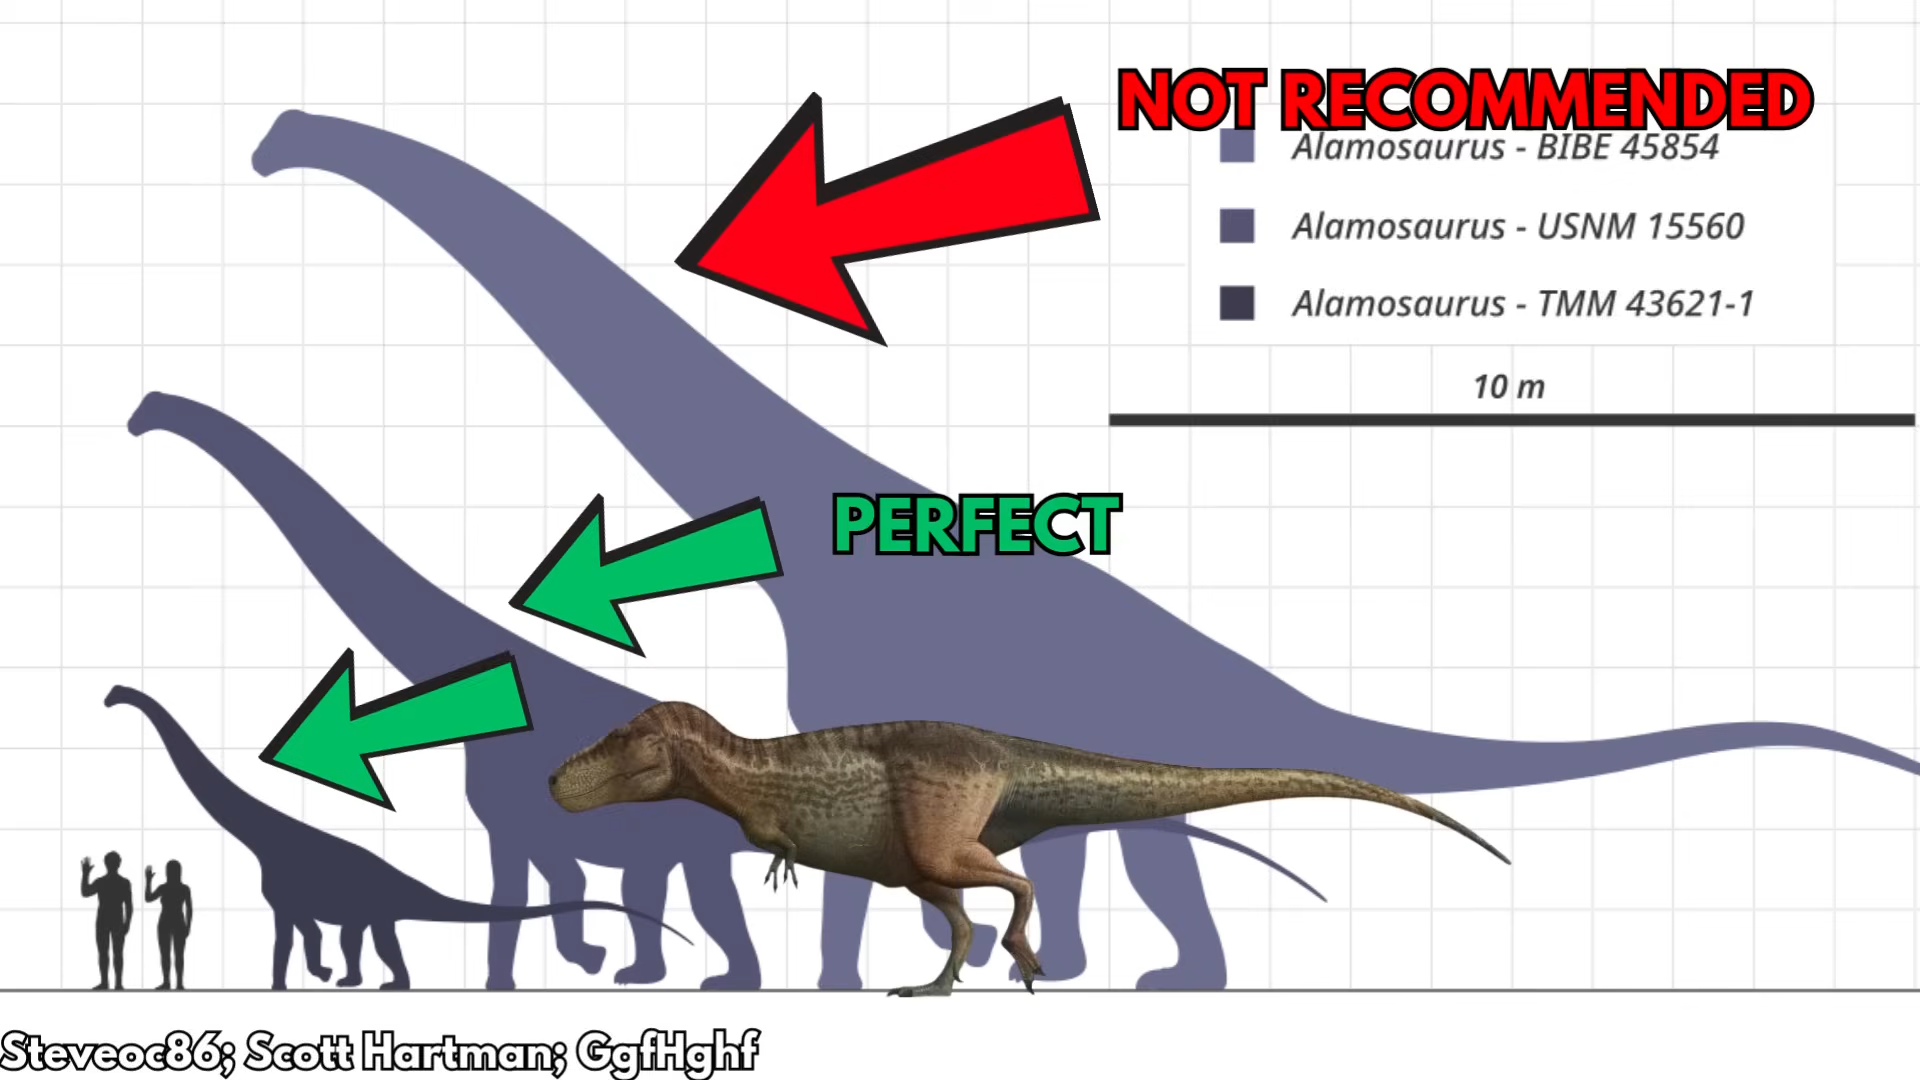 NOT RECOMMENDED
Alamosaurus - BIBE 45854
Alamosaurus - USNM 15560
Alamosaurus - TMM 43621-1
10 m
PERFECT
Steveoc86; Scott Hartman; GgfHghf